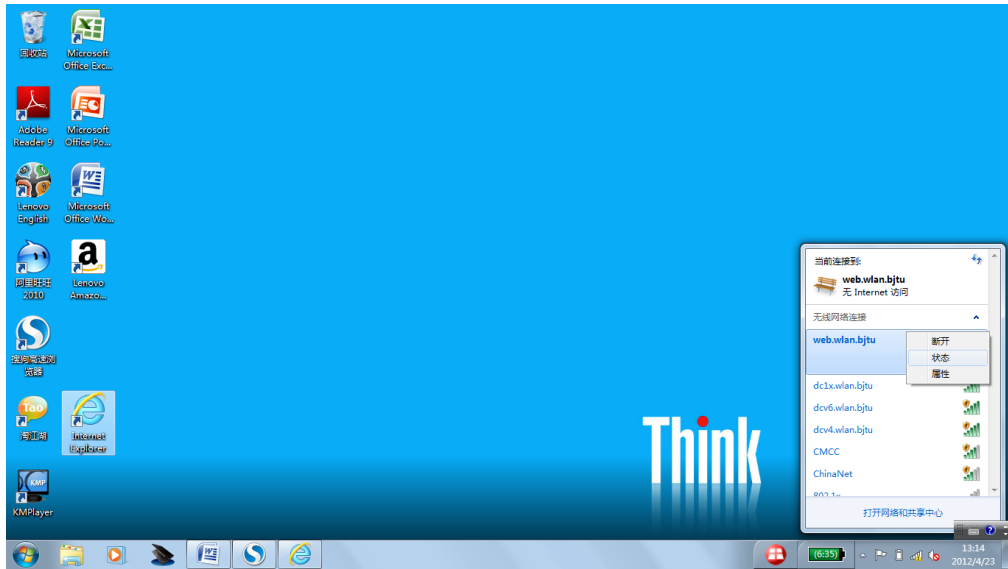 回收站
Microsoft
Office Exc...
Adobe
Reader 9
Microsoft
Office Po...
Lenovo
English
Microsoft
Office Wo...
阿里旺旺
2010
a
Lenovo
Amazo...
搜狗高速浏
览器
Tao
淘江湖
Internet
Explorer
KMP
KMPlayer
Think
当前连接到:
web.wlan.bjtu
无 Internet 访问
无线网络连接
web.wlan.bjtu
断开
状态
属性
dc1x.wlan.bjtu
dcv6.wlan.bjtu
dcv4.wlan.bjtu
CMCC
ChinaNet
802.1x
打开网络和共享中心
(6:35)
13:14
2012/4/23